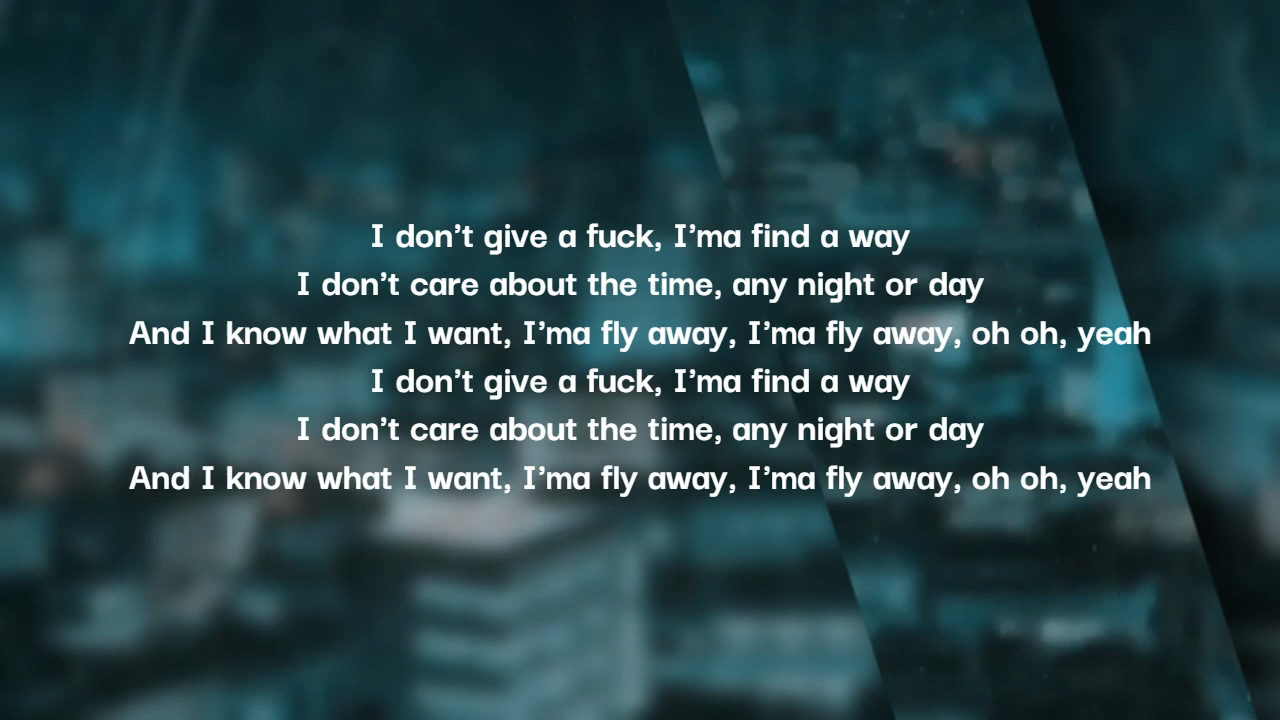 I don’t give a fuck, I’ma find a way
I don’t care about the time, any night or day
And I know what I want, I’ma fly away, I’ma fly away, oh oh, yeah
I don’t give a fuck, I’ma find a way
I don’t care about the time, any night or day
And I know what I want, I’ma fly away, I’ma fly away, oh oh, yeah